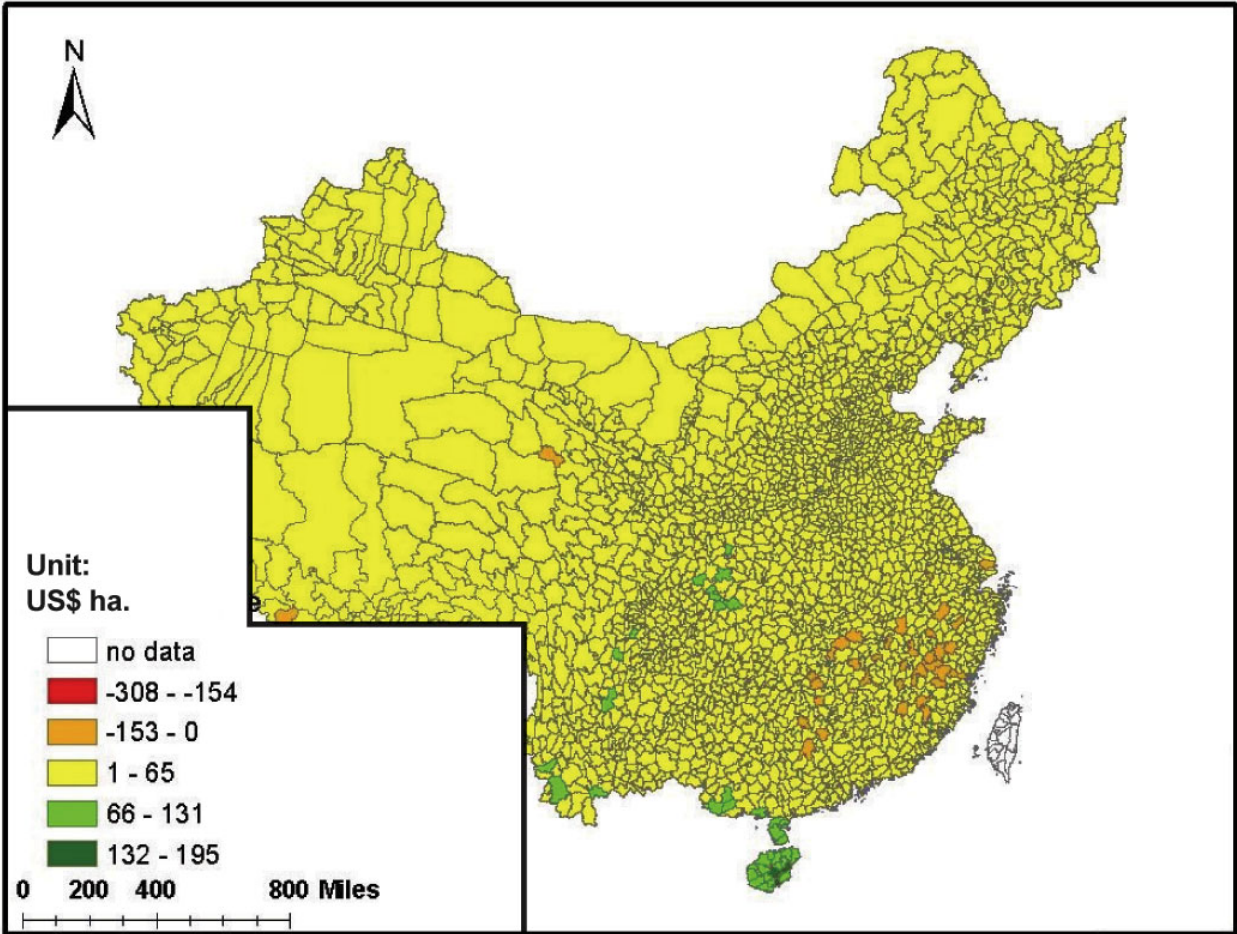 N
Unit:
US$ ha.
e
no data
-308 - -154
-153 - 0
1 - 65
66 - 131
132 - 195
0 200 400 800 Miles